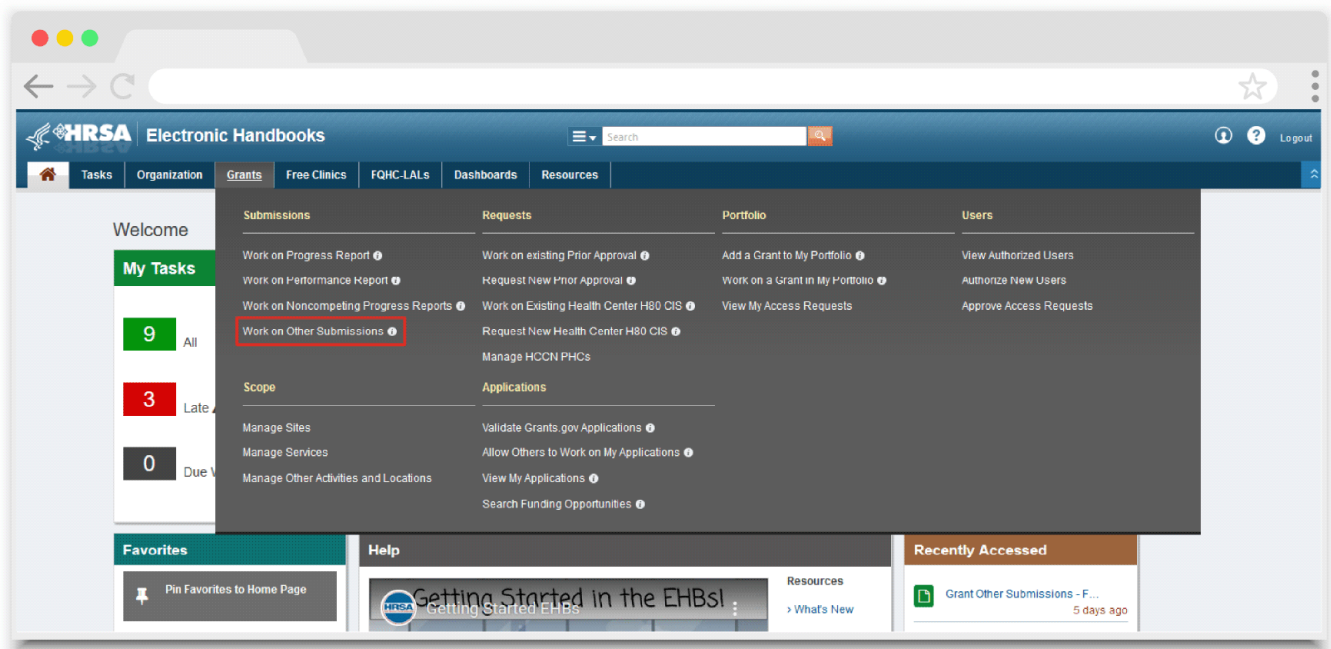 HRSA Electronic Handbooks
Search
Logout
Tasks
Organization
Grants
Free Clinics
FQHC-LALs
Dashboards
Resources
Welcome
My Tasks
9 All
3 Late
0 Due
Submissions
Work on Progress Report
Work on Performance Report
Work on Noncompeting Progress Reports
Work on Other Submissions
Requests
Work on existing Prior Approval
Request New Prior Approval
Work on Existing Health Center H80 CIS
Request New Health Center H80 CIS
Manage HCCN PHCs
Portfolio
Add a Grant to My Portfolio
Work on a Grant in My Portfolio
View My Access Requests
Users
View Authorized Users
Authorize New Users
Approve Access Requests
Scope
Manage Sites
Manage Services
Manage Other Activities and Locations
Applications
Validate Grants.gov Applications
Allow Others to Work on My Applications
View My Applications
Search Funding Opportunities
Favorites
Pin Favorites to Home Page
Help
Getting Started in the EHBs!
HRSA
Getting Started EHBs
Resources
› What's New
Recently Accessed
Grant Other Submissions - F...
5 days ago